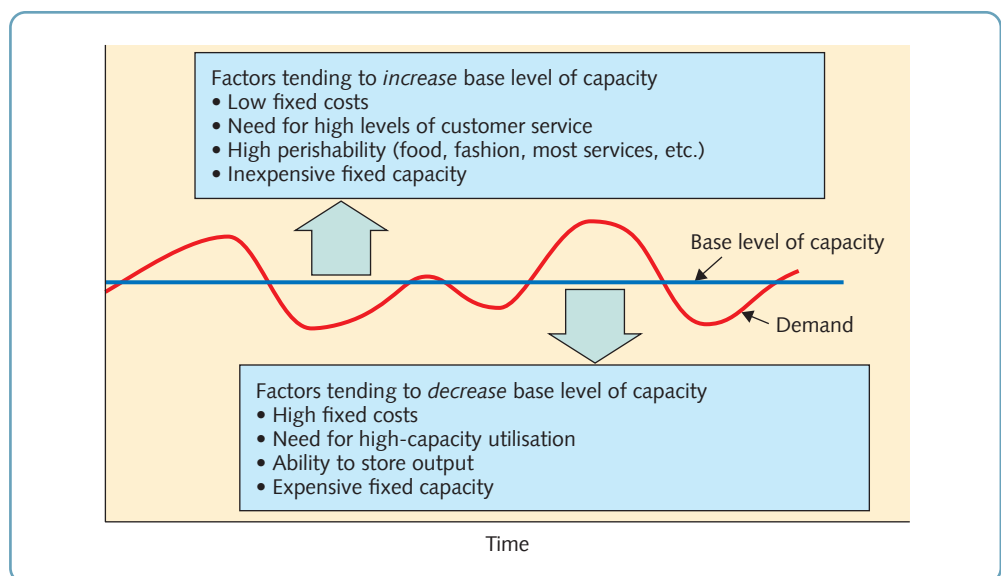 Factors tending to increase base level of capacity
• Low fixed costs
• Need for high levels of customer service
• High perishability (food, fashion, most services, etc.)
• Inexpensive fixed capacity
Base level of capacity
Demand
Factors tending to decrease base level of capacity
• High fixed costs
• Need for high-capacity utilisation
• Ability to store output
• Expensive fixed capacity
Time